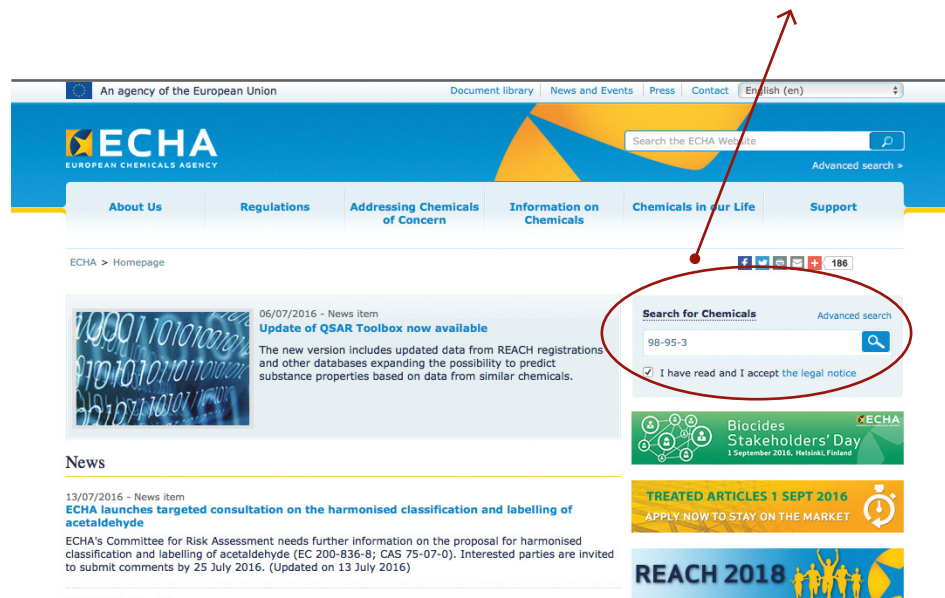 An agency of the European Union
Document library News and Events Press Contact English (en)
ECHA
EUROPEAN CHEMICALS AGENCY
Search the ECHA Website
Advanced search »
About Us Regulations Addressing Chemicals of Concern Information on Chemicals Chemicals in our Life Support
ECHA > Homepage
186
06/07/2016 - News item
Update of QSAR Toolbox now available
The new version includes updated data from REACH registrations
and other databases expanding the possibility to predict
substance properties based on data from similar chemicals.
Search for Chemicals Advanced search
98-95-3
I have read and I accept the legal notice
Biocides
Stakeholders' Day
1 September 2016, Helsinki, Finland
ECHA
News
13/07/2016 - News item
ECHA launches targeted consultation on the harmonised classification and labelling of
acetaldehyde
ECHA's Committee for Risk Assessment needs further information on the proposal for harmonised
classification and labelling of acetaldehyde (EC 200-836-8; CAS 75-07-0). Interested parties are invited
to submit comments by 25 July 2016. (Updated on 13 July 2016)
TREATED ARTICLES 1 SEPT 2016
APPLY NOW TO STAY ON THE MARKET
REACH 2018